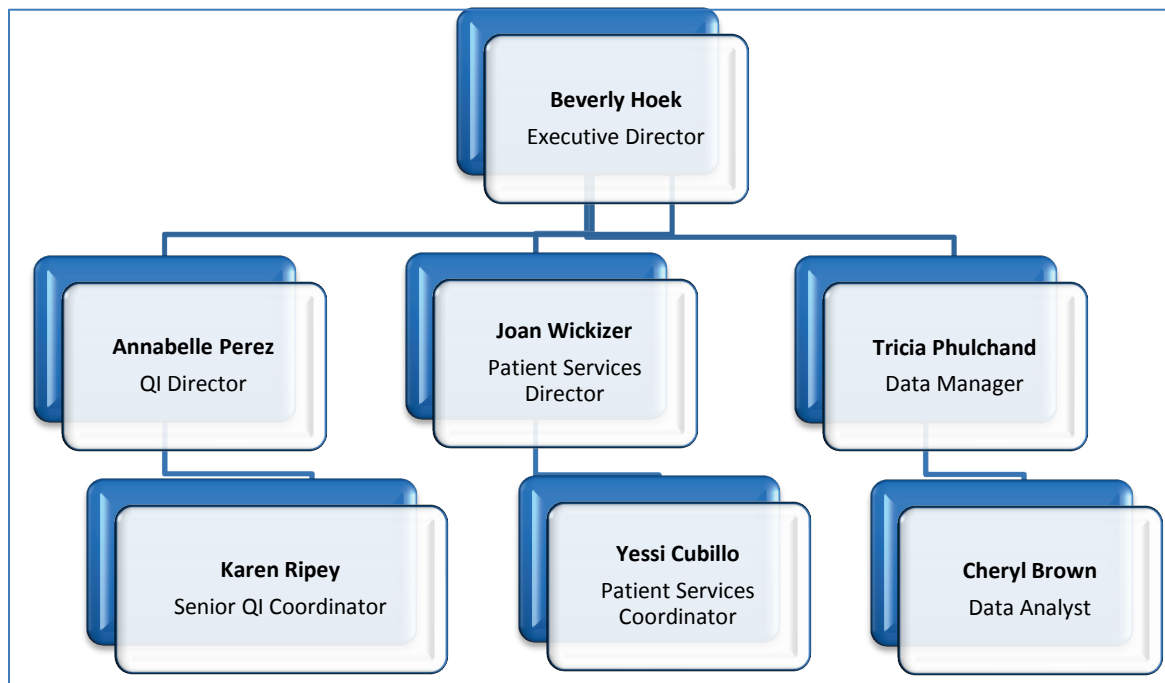 Beverly Hoek
Executive Director
Annabelle Perez
QI Director
Joan Wickizer
Patient Services
Director
Tricia Phulchand
Data Manager
Karen Ripey
Senior QI Coordinator
Yessi Cubillo
Patient Services
Coordinator
Cheryl Brown
Data Analyst